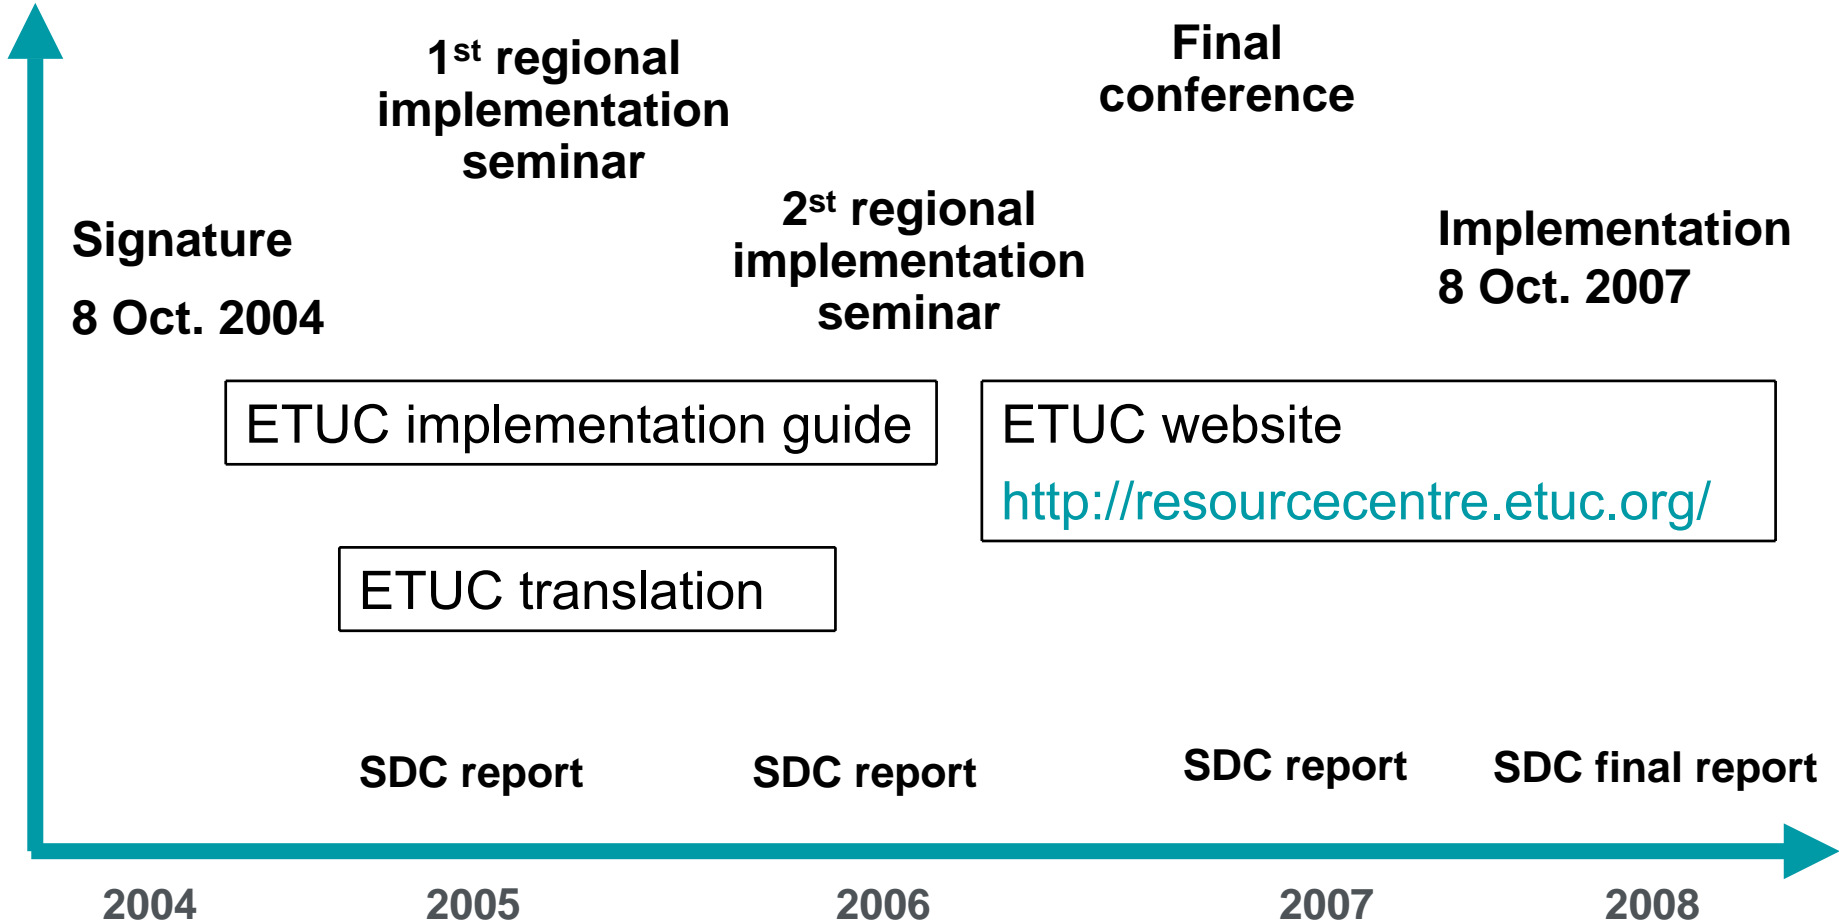 1st regional
implementation
seminar
Final
conference
Signature
8 Oct. 2004
2st regional
implementation
seminar
Implementation
8 Oct. 2007
ETUC implementation guide
ETUC website
http://resourcecentre.etuc.org/
ETUC translation
SDC report
SDC report
SDC report
SDC final report
2004
2005
2006
2007
2008